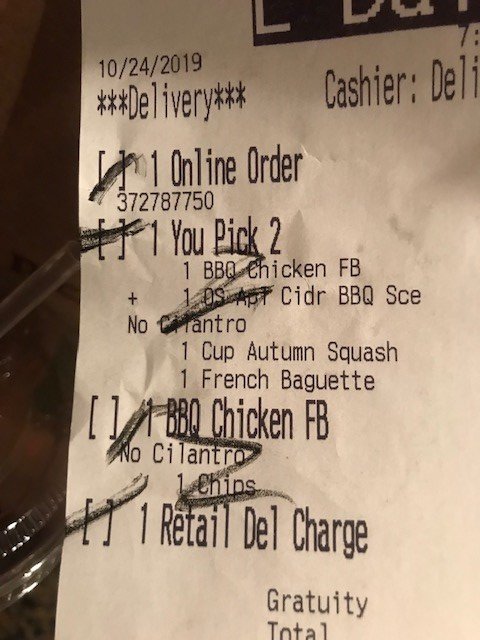 10/24/2019
***Delivery*** Cashier: Deli
[ ] 1 Online Order
372787750
[ ] 1 You Pick 2
1 BBQ Chicken FB
+ 1 OS Apl Cidr BBQ Sce
No Cilantro
1 Cup Autumn Squash
1 French Baguette
[ ] 1 BBQ Chicken FB
No Cilantro
1 Chips
[ ] 1 Retail Del Charge
Gratuity
Total